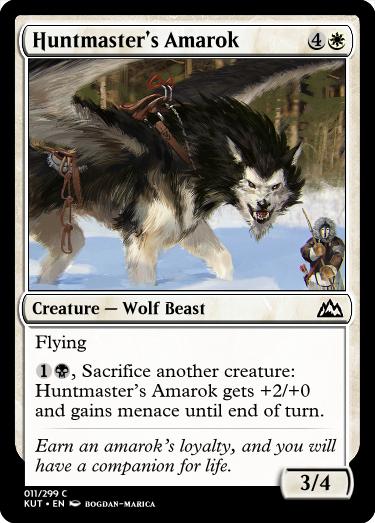 Huntmaster's Amarok 4
Creature — Wolf Beast
Flying
1, Sacrifice another creature:
Huntmaster's Amarok gets +2/+0
and gains menace until end of turn.
Earn an amarok's loyalty, and you will
have a companion for life.
3/4
011/299 C
KUT • EN BOGDAN-MARICA